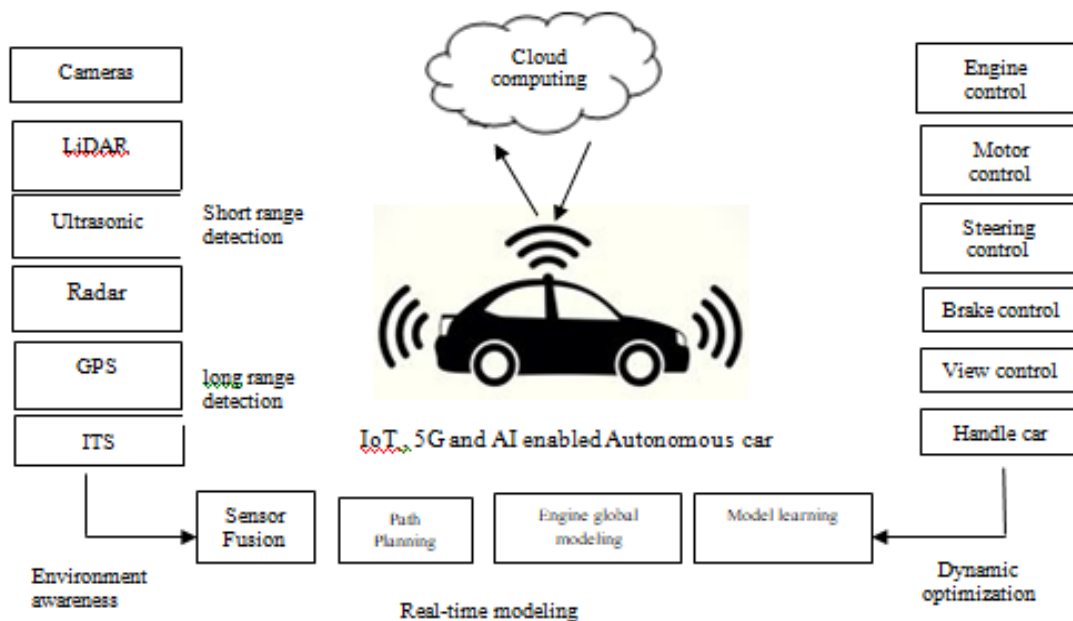 Cameras
LiDAR
Ultrasonic
Radar
GPS
ITS
Short range
detection
long range
detection
Cloud
computing
IoT, 5G and AI enabled Autonomous car
Engine
control
Motor
control
Steering
control
Brake control
View control
Handle car
Sensor
Fusion
Path
Planning
Engine global
modeling
Model learning
Environment
awareness
Real-time modeling
Dynamic
optimization